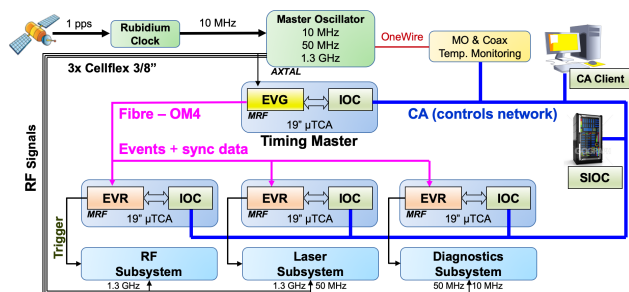 1 pps
Rubidium
Clock
10 MHz
Master Oscillator
10 MHz
50 MHz
1.3 GHz
OneWire
MO & Coax
Temp. Monitoring
CA Client
3x Cellflex 3/8”
AXTAL
EVG
IOC
MRF
19” µTCA
Timing Master
Fibre – OM4
CA (controls network)
Events + sync data
SIOC
RF Signals
EVR
IOC
MRF
19” µTCA
EVR
IOC
MRF
19” µTCA
EVR
IOC
MRF
19” µTCA
Trigger
RF
Subsystem
Laser
Subsystem
Diagnostics
Subsystem
1.3 GHz
1.3 GHz
50 MHz
50 MHz
10 MHz